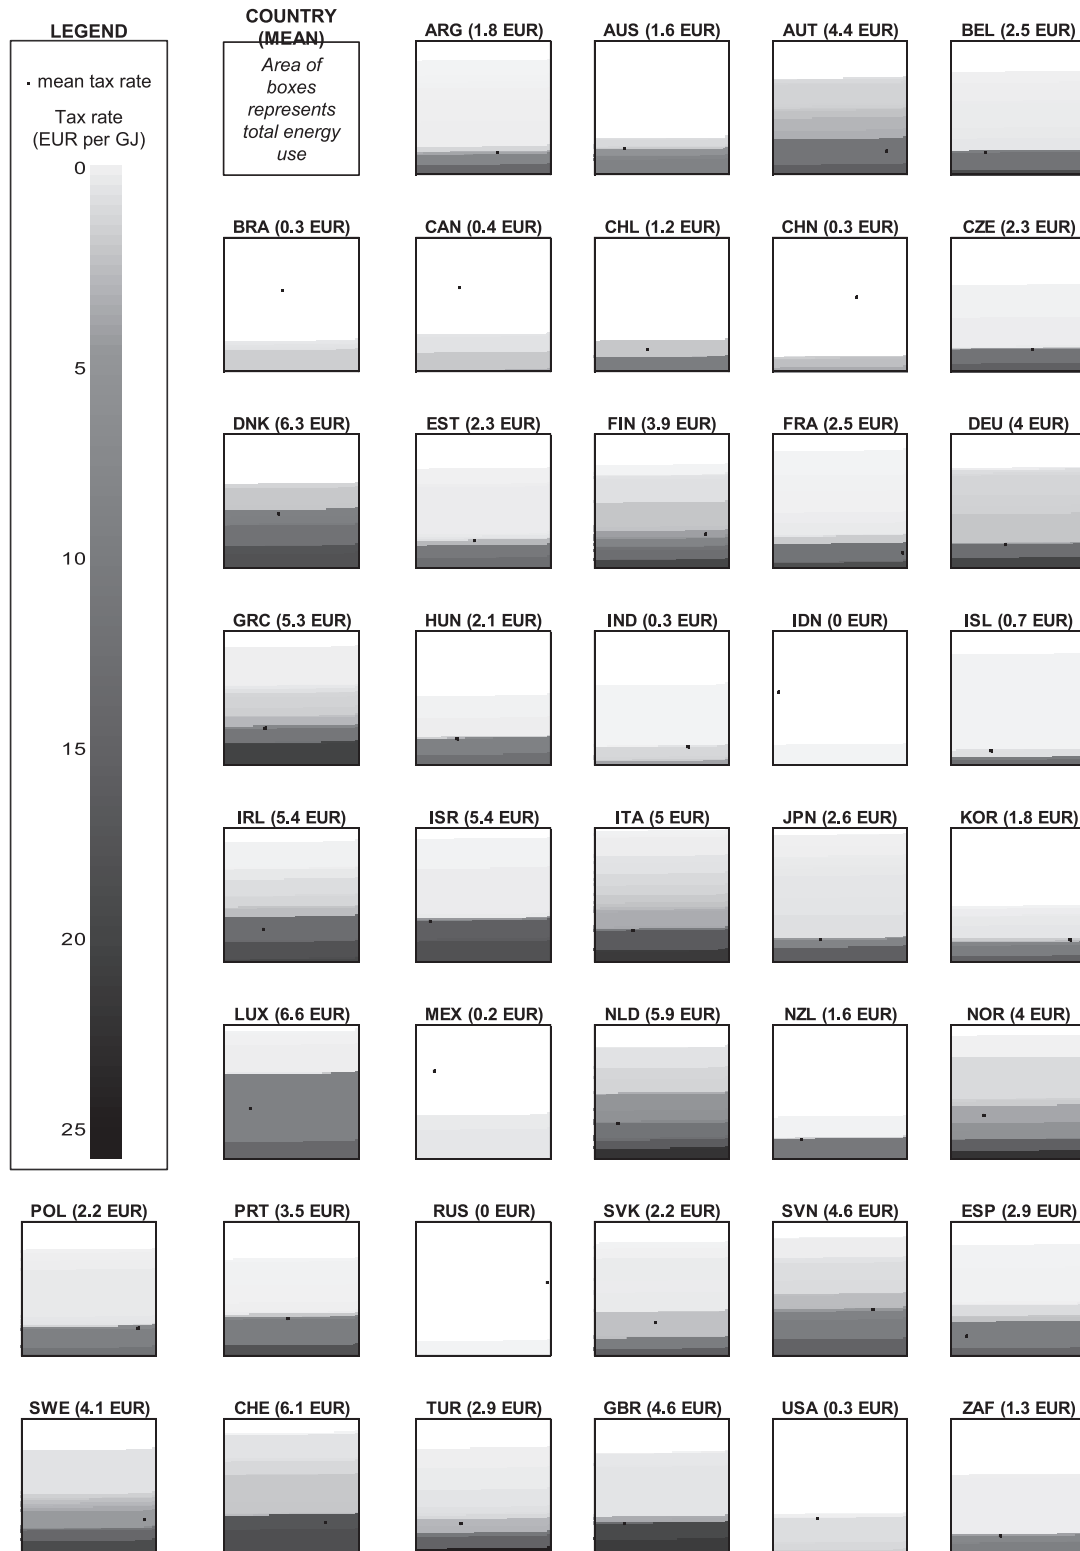 LEGEND
mean tax rate
Tax rate
(EUR per GJ)
0
5
10
15
20
25
COUNTRY
(MEAN)
Area of
boxes
represents
total energy
use
ARG (1.8 EUR)
AUS (1.6 EUR)
AUT (4.4 EUR)
BEL (2.5 EUR)
BRA (0.3 EUR)
CAN (0.4 EUR)
CHL (1.2 EUR)
CHN (0.3 EUR)
CZE (2.3 EUR)
DNK (6.3 EUR)
EST (2.3 EUR)
FIN (3.9 EUR)
FRA (2.5 EUR)
DEU (4 EUR)
GRC (5.3 EUR)
HUN (2.1 EUR)
IND (0.3 EUR)
IDN (0 EUR)
ISL (0.7 EUR)
IRL (5.4 EUR)
ISR (5.4 EUR)
ITA (5 EUR)
JPN (2.6 EUR)
KOR (1.8 EUR)
LUX (6.6 EUR)
MEX (0.2 EUR)
NLD (5.9 EUR)
NZL (1.6 EUR)
NOR (4 EUR)
POL (2.2 EUR)
PRT (3.5 EUR)
RUS (0 EUR)
SVK (2.2 EUR)
SVN (4.6 EUR)
ESP (2.9 EUR)
SWE (4.1 EUR)
CHE (6.1 EUR)
TUR (2.9 EUR)
GBR (4.6 EUR)
USA (0.3 EUR)
ZAF (1.3 EUR)